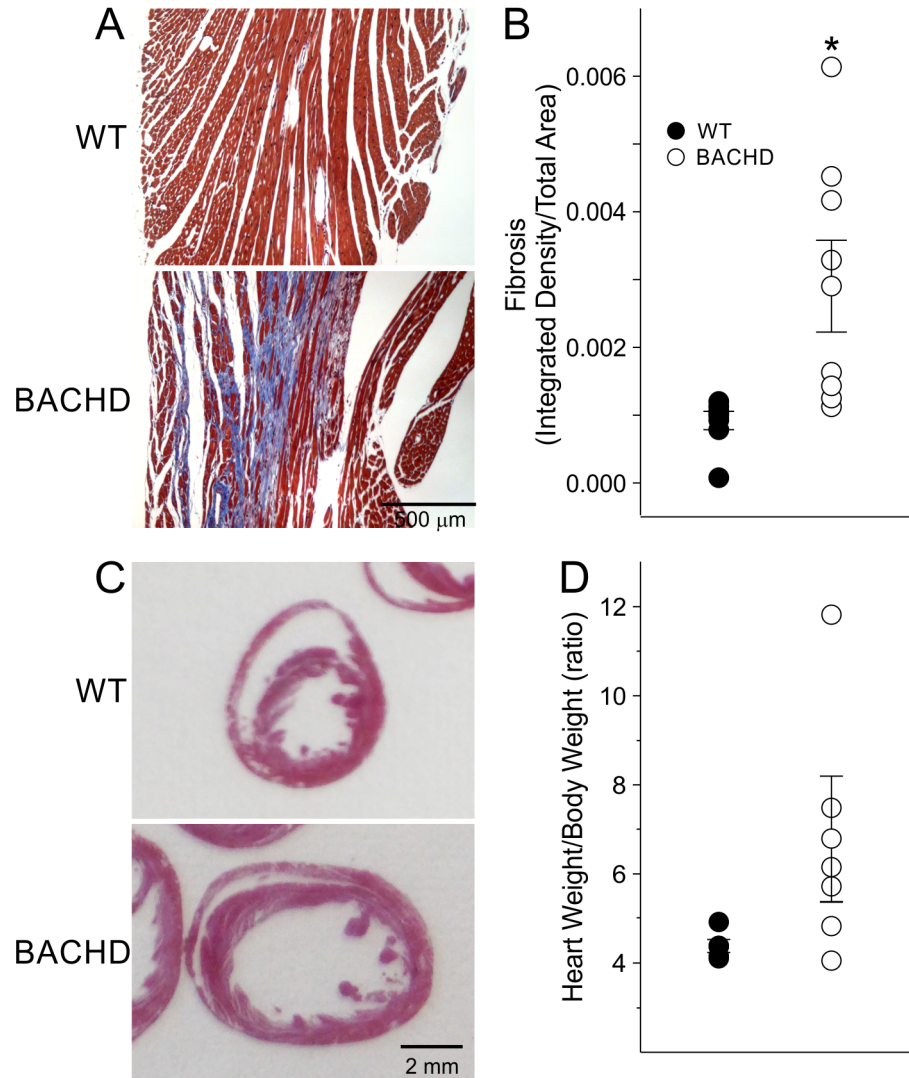 A
WT
BACHD
500 μm
B
*
Fibrosis
(Integrated Density/Total Area)
0.006
0.004
0.002
0.000
WT
BACHD
C
WT
BACHD
2 mm
D
Heart Weight/Body Weight (ratio)
12
10
8
6
4